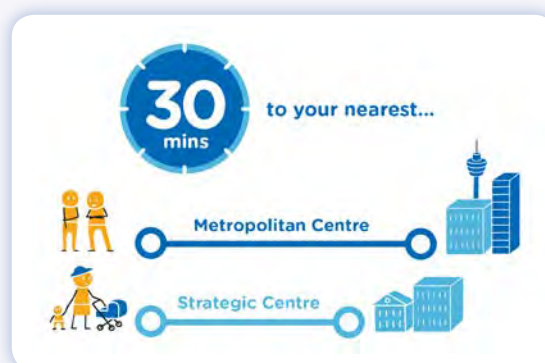 30
mins
to your nearest...
Metropolitan Centre
Strategic Centre